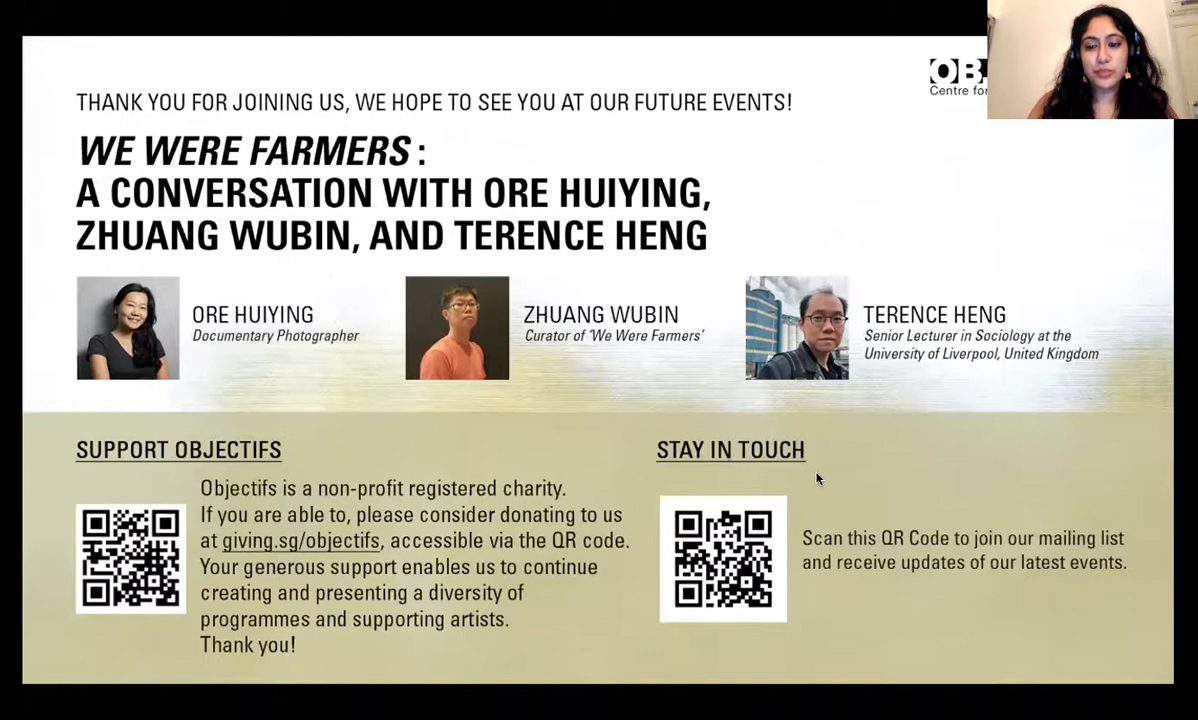 THANK YOU FOR JOINING US, WE HOPE TO SEE YOU AT OUR FUTURE EVENTS!
Centre for
WE WERE FARMERS :
A CONVERSATION WITH ORE HUIYING,
ZHUANG WUBIN, AND TERENCE HENG
ORE HUIYING
Documentary Photographer
ZHUANG WUBIN
Curator of ‘We Were Farmers’
TERENCE HENG
Senior Lecturer in Sociology at the
University of Liverpool, United Kingdom
SUPPORT OBJECTIFS
Objectifs is a non-profit registered charity.
If you are able to, please consider donating to us
at giving.sg/objectifs, accessible via the QR code.
Your generous support enables us to continue
creating and presenting a diversity of
programmes and supporting artists.
Thank you!
STAY IN TOUCH
Scan this QR Code to join our mailing list
and receive updates of our latest events.